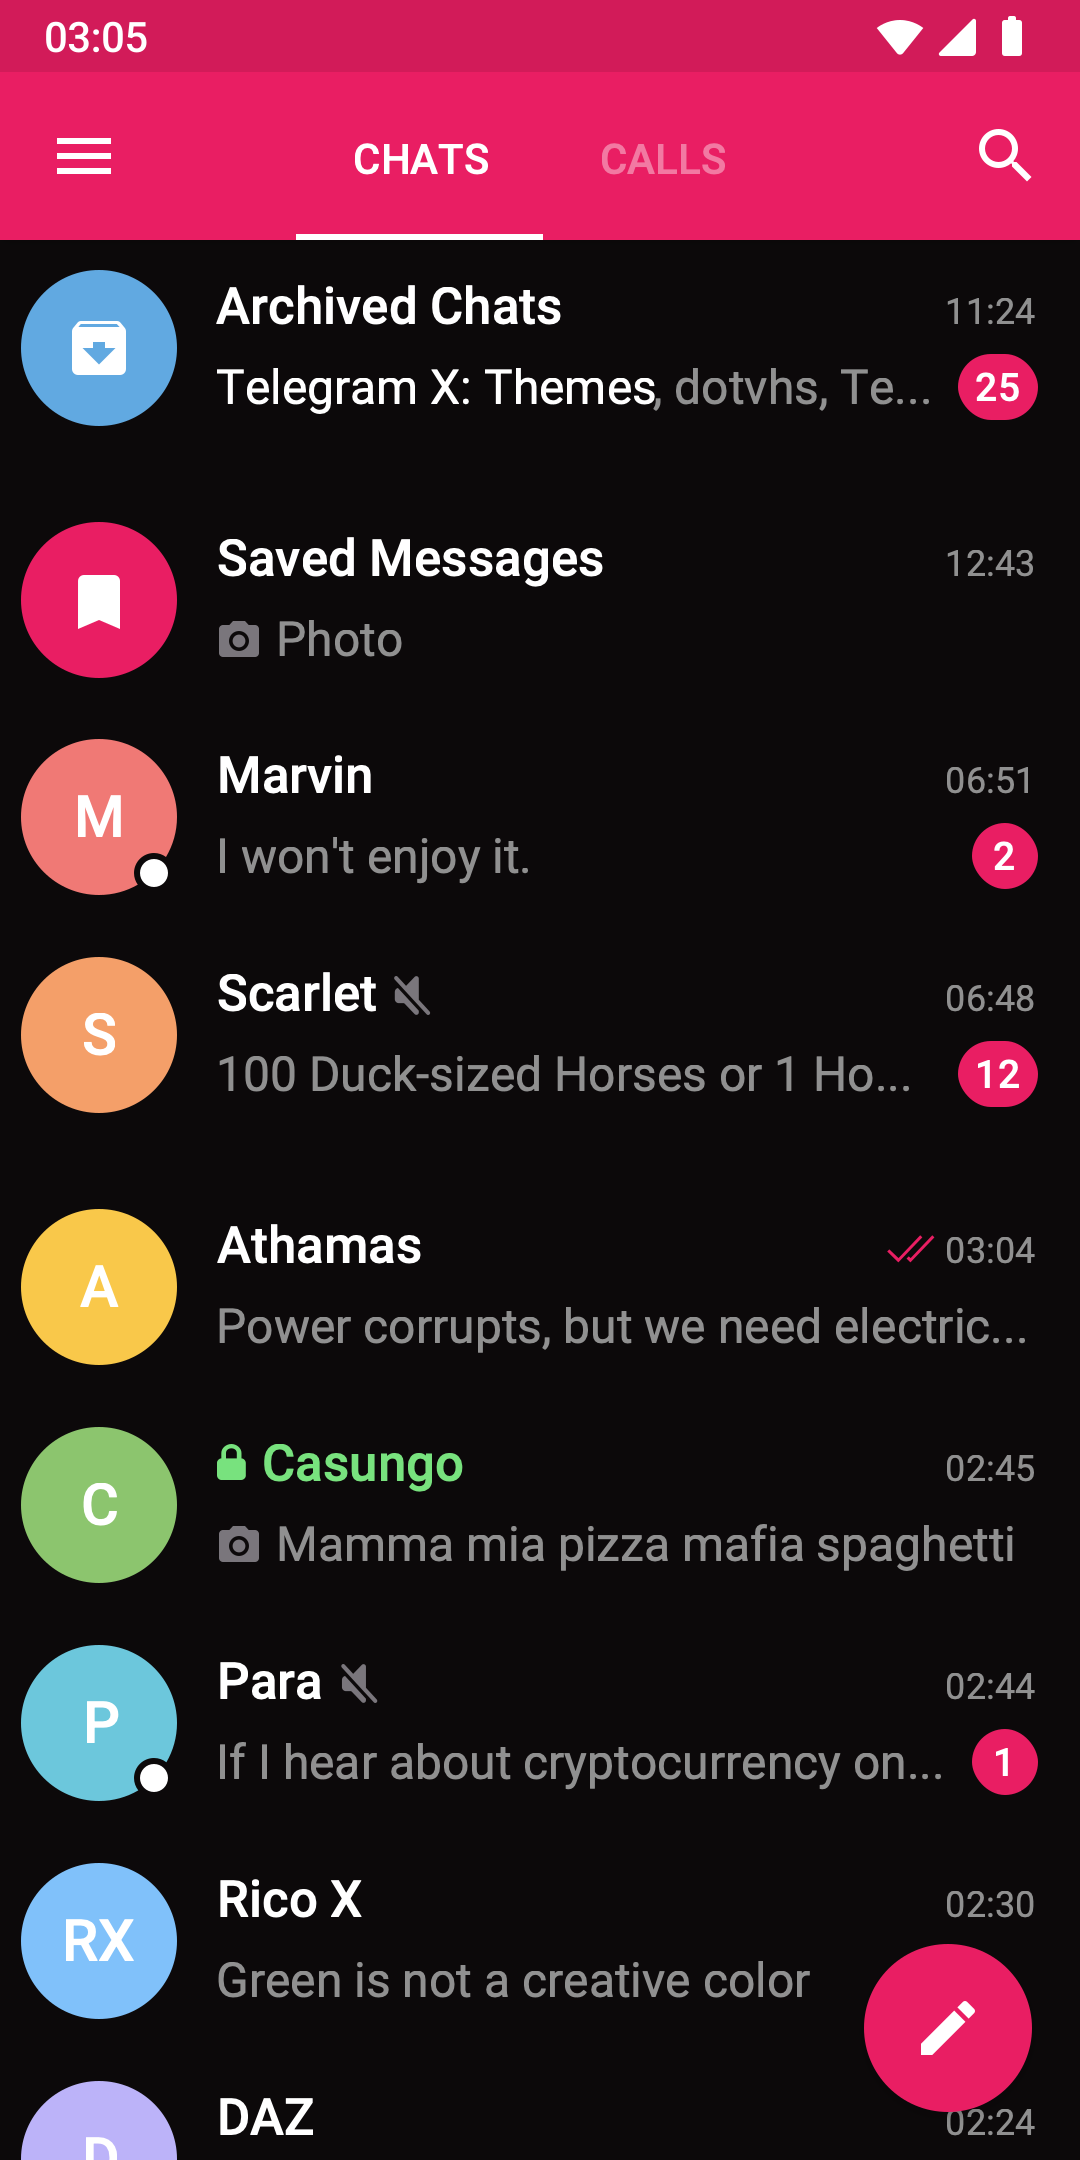 03:05
CHATS CALLS
Archived Chats 11:24
Telegram X: Themes, dotvhs, Te... 25
Saved Messages 12:43
Photo
M Marvin 06:51
I won't enjoy it. 2
S Scarlet 06:48
100 Duck-sized Horses or 1 Ho... 12
A Athamas 03:04
Power corrupts, but we need electric...
C Casungo 02:45
Mamma mia pizza mafia spaghetti
P Para 02:44
If I hear about cryptocurrency on... 1
RX Rico X 02:30
Green is not a creative color
D DAZ 02:24